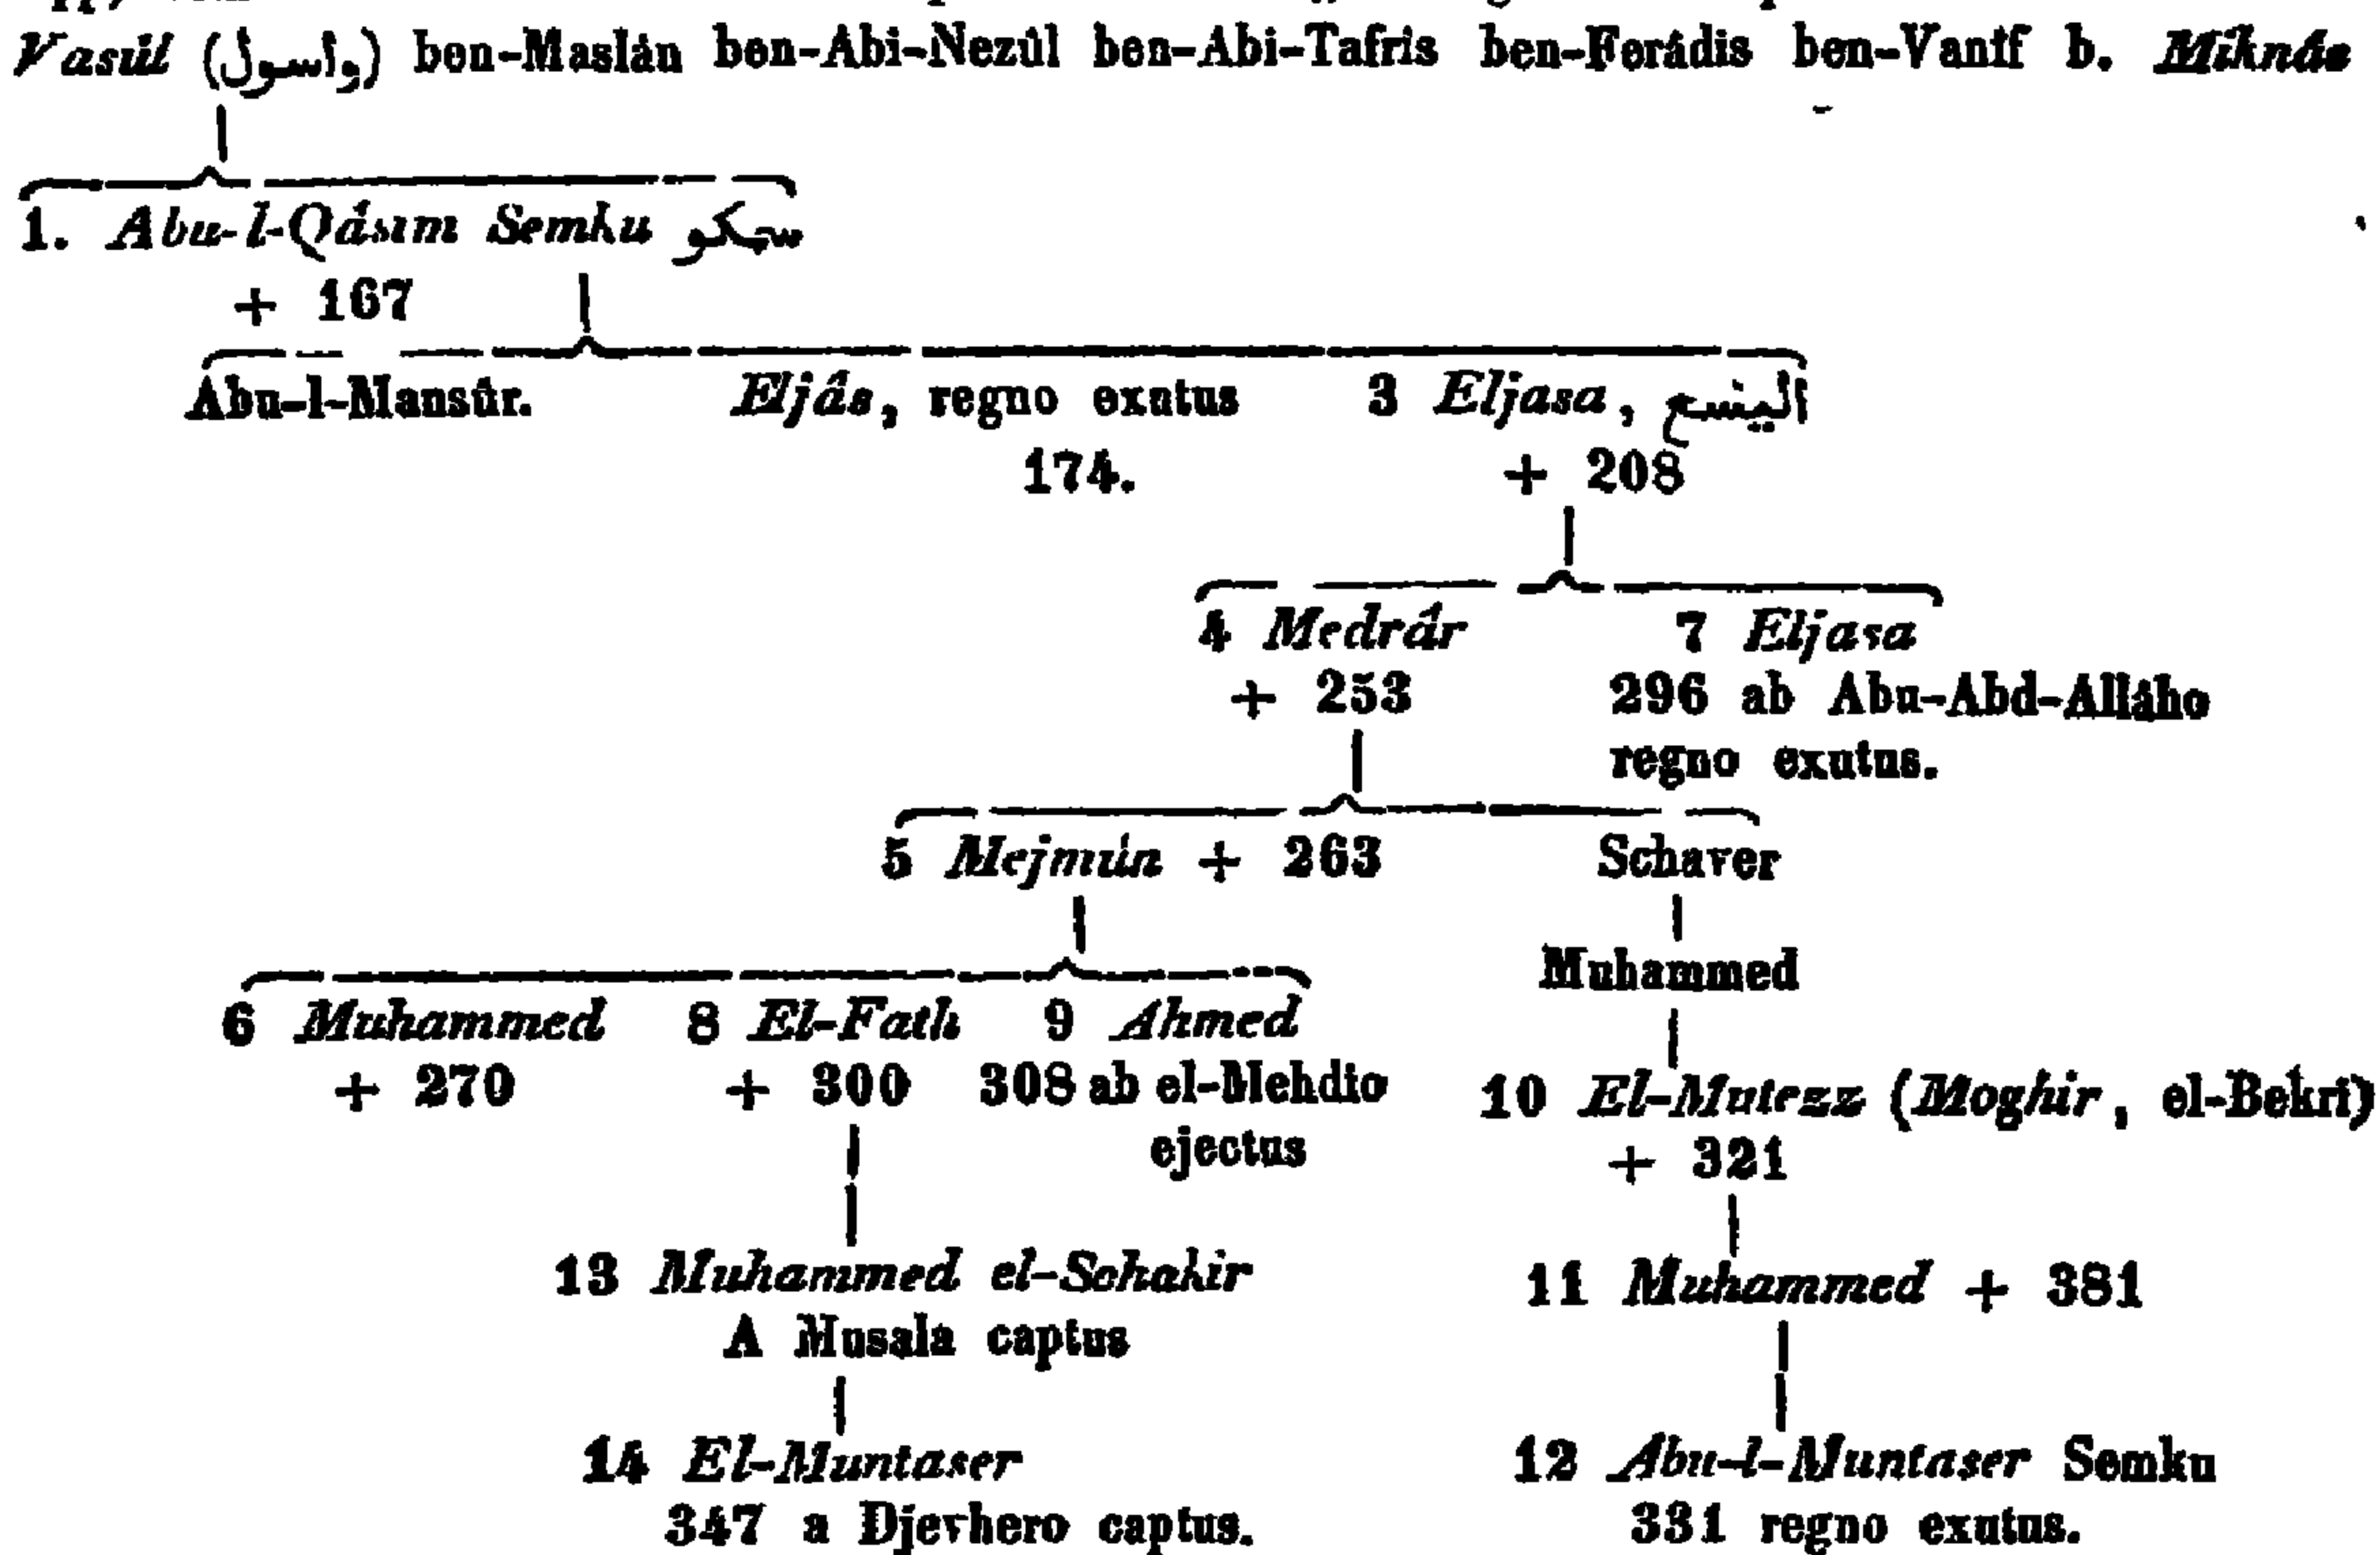 Vasúl (واسول) ben-Maslán ben-Abi-Nezúl ben-Abi-Tafris ben-Ferádis ben-Vanif b. Miknás
1. Abu-l-Qásim Semku سمكو
+ 167
Abu-l-Mansúr. Eljâs, regno exutus 3 Eljasa, اليسع
174. + 208
4 Medrár 7 Eljasa
+ 253 296 ab Abu-Abd-Alláho
regno exutus.
5 Mejmún + 263 Schaver
Muhammed
6 Muhammed 8 El-Fath 9 Ahmed
+ 270 + 300 308 ab el-Mehdio
ejectus
10 El-Mutezz (Moghir, el-Bekri)
+ 321
13 Muhammed el-Schakir 11 Muhammed + 381
A Musala captus
14 El-Muntaser 12 Abu-l-Muntaser Semku
347 a Djevhero captus. 331 regno exutus.